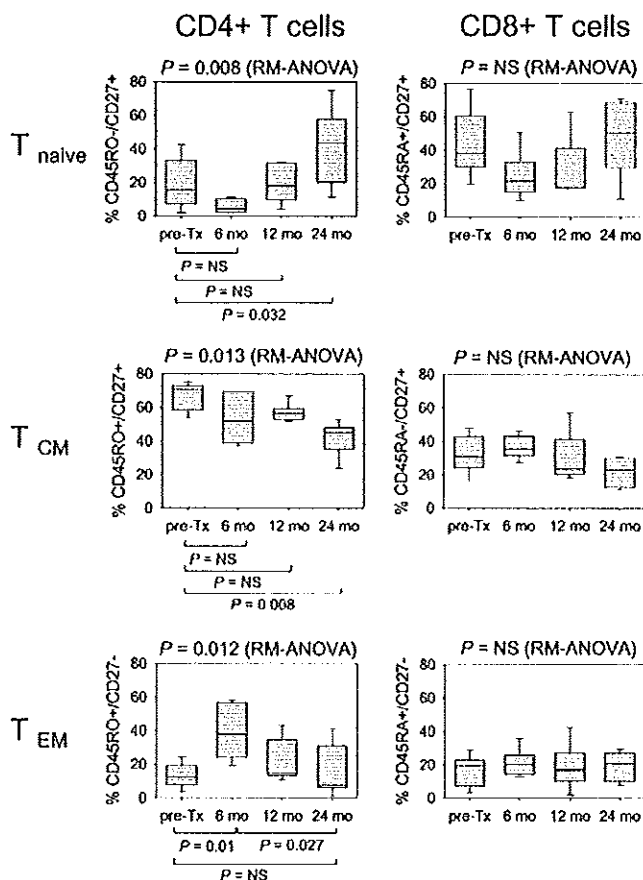 CD4+ T cells
CD8+ T cells
T naive
P = 0.008 (RM-ANOVA)
% CD45RO-/CD27+
80
60
40
20
0
pre-Tx 6 mo 12 mo 24 mo
P = NS
P = NS
P = 0.032
P = NS (RM-ANOVA)
% CD45RA+/CD27+
80
60
40
20
0
pre-Tx 6 mo 12 mo 24 mo
T CM
P = 0.013 (RM-ANOVA)
% CD45RO+/CD27+
80
60
40
20
0
pre-Tx 6 mo 12 mo 24 mo
P = NS
P = NS
P = 0.008
P = NS (RM-ANOVA)
% CD45RA-/CD27+
80
60
40
20
0
pre-Tx 6 mo 12 mo 24 mo
T EM
P = 0.012 (RM-ANOVA)
% CD45RO+/CD27-
80
60
40
20
0
pre-Tx 6 mo 12 mo 24 mo
P = 0.01 P = 0.027
P = NS
P = NS (RM-ANOVA)
% CD45RA+/CD27-
80
60
40
20
0
pre-Tx 6 mo 12 mo 24 mo